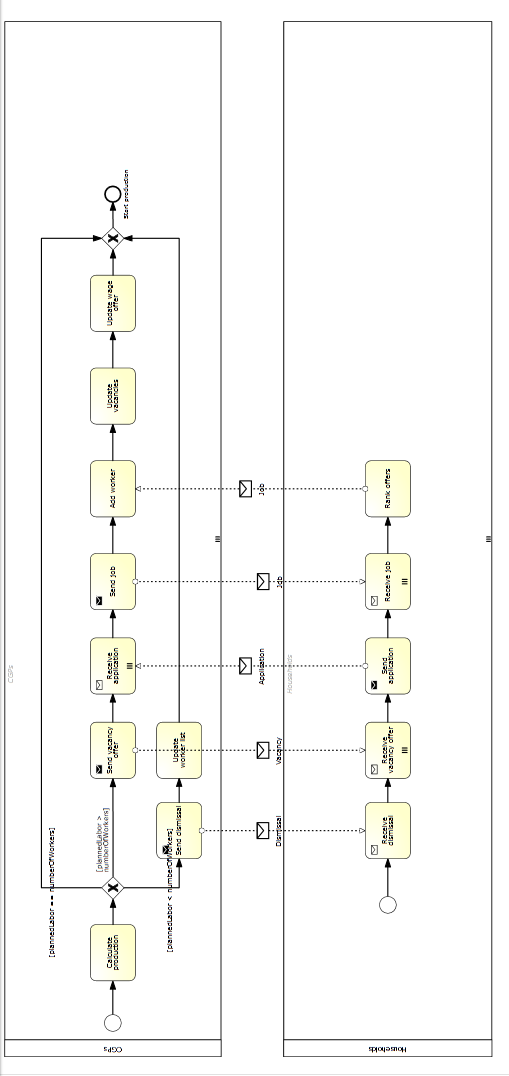 Start production
Update wage
offer
Update
vacancies
Add worker
Send job
Receive
application
Send vacancy
offer
Update
worker list
Send dismissal
[plannedLabor >
numberOfWorkers]
[plannedLabor == numberOfWorkers]
[plannedLabor < numberOfWorkers]
Calculate
production
CGPs
CGPs
Job
Job
Application
Vacancy
Dismissal
Rank offers
Receive job
Send
application
Receive
vacancy offer
Receive
dismissal
Households
Households